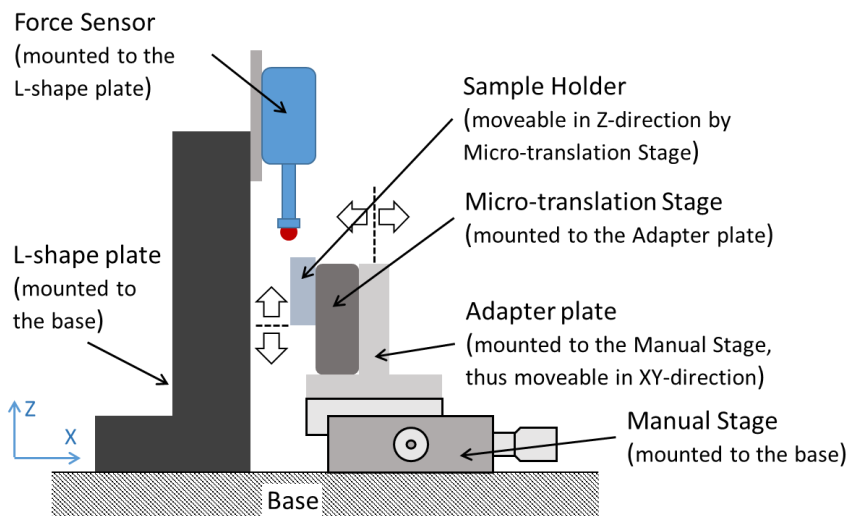 Force Sensor
(mounted to the
L-shape plate)
Sample Holder
(moveable in Z-direction by
Micro-translation Stage)
Micro-translation Stage
(mounted to the Adapter plate)
L-shape plate
(mounted to
the base)
Adapter plate
(mounted to the Manual Stage,
thus moveable in XY-direction)
Z
X
Manual Stage
(mounted to the base)
Base